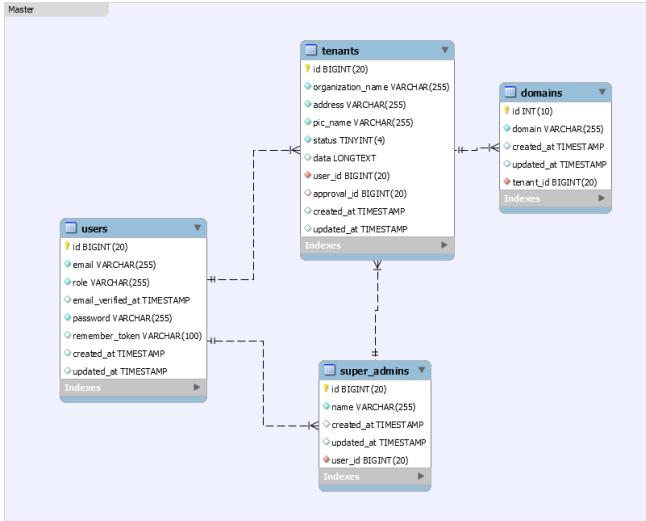 Master
tenants
id BIGINT(20)
organization_name VARCHAR(255)
address VARCHAR(255)
pic_name VARCHAR(255)
status TINYINT(4)
data LONGTEXT
user_id BIGINT(20)
approval_id BIGINT(20)
created_at TIMESTAMP
updated_at TIMESTAMP
Indexes
domains
id INT(10)
domain VARCHAR(255)
created_at TIMESTAMP
updated_at TIMESTAMP
tenant_id BIGINT(20)
Indexes
users
id BIGINT(20)
email VARCHAR(255)
role VARCHAR(255)
email_verified_at TIMESTAMP
password VARCHAR(255)
remember_token VARCHAR(100)
created_at TIMESTAMP
updated_at TIMESTAMP
Indexes
super_admins
id BIGINT(20)
name VARCHAR(255)
created_at TIMESTAMP
updated_at TIMESTAMP
user_id BIGINT(20)
Indexes